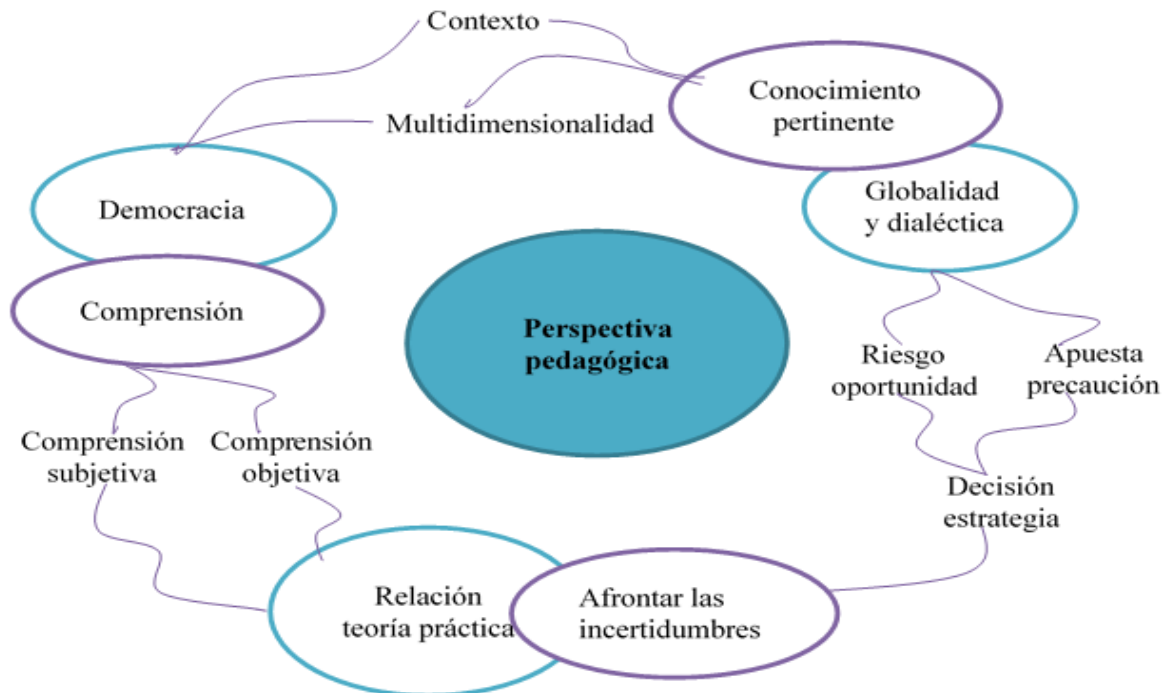 Contexto
Conocimiento
pertinente
Multidimensionalidad
Democracia
Globalidad
y dialéctica
Comprensión
Perspectiva
pedagógica
Riesgo
oportunidad
Apuesta
precaución
Comprensión
subjetiva
Comprensión
objetiva
Decisión
estrategia
Relación
teoría práctica
Afrontar las
incertidumbres